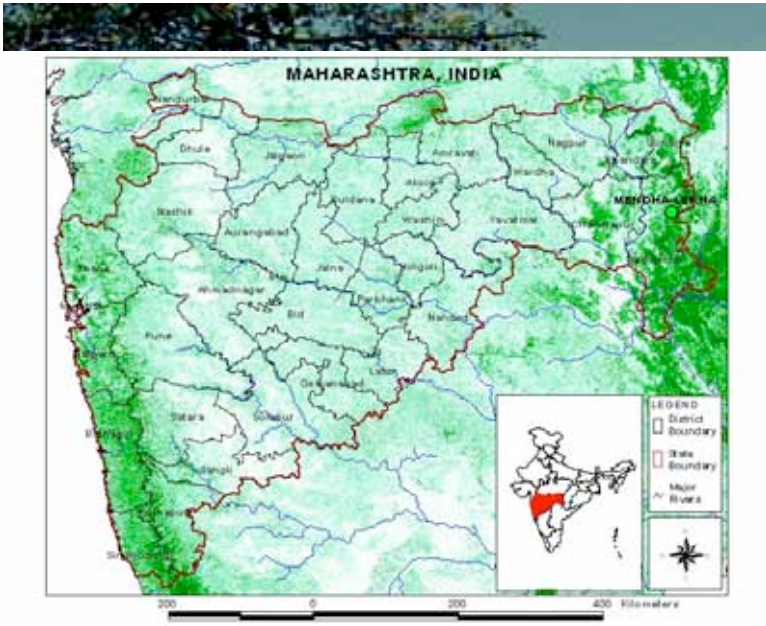 MAHARASHTRA, INDIA
Nandurbar
Dhule
Jalgaon
Amravati
Nagpur
Wardha
Akola
Buldana
MENDHA-LEKHA
Nashik
Washim
Yavatmal
Aurangabad
Jalna
Hingoli
Thane
Ahmadnagar
Parbhani
Bid
Nanded
Pune
Latur
Osmanabad
Satara
Solapur
Sangli
LEGEND
District
Boundary
State
Boundary
Major
Rivers
200 0 200 400 Kilometers